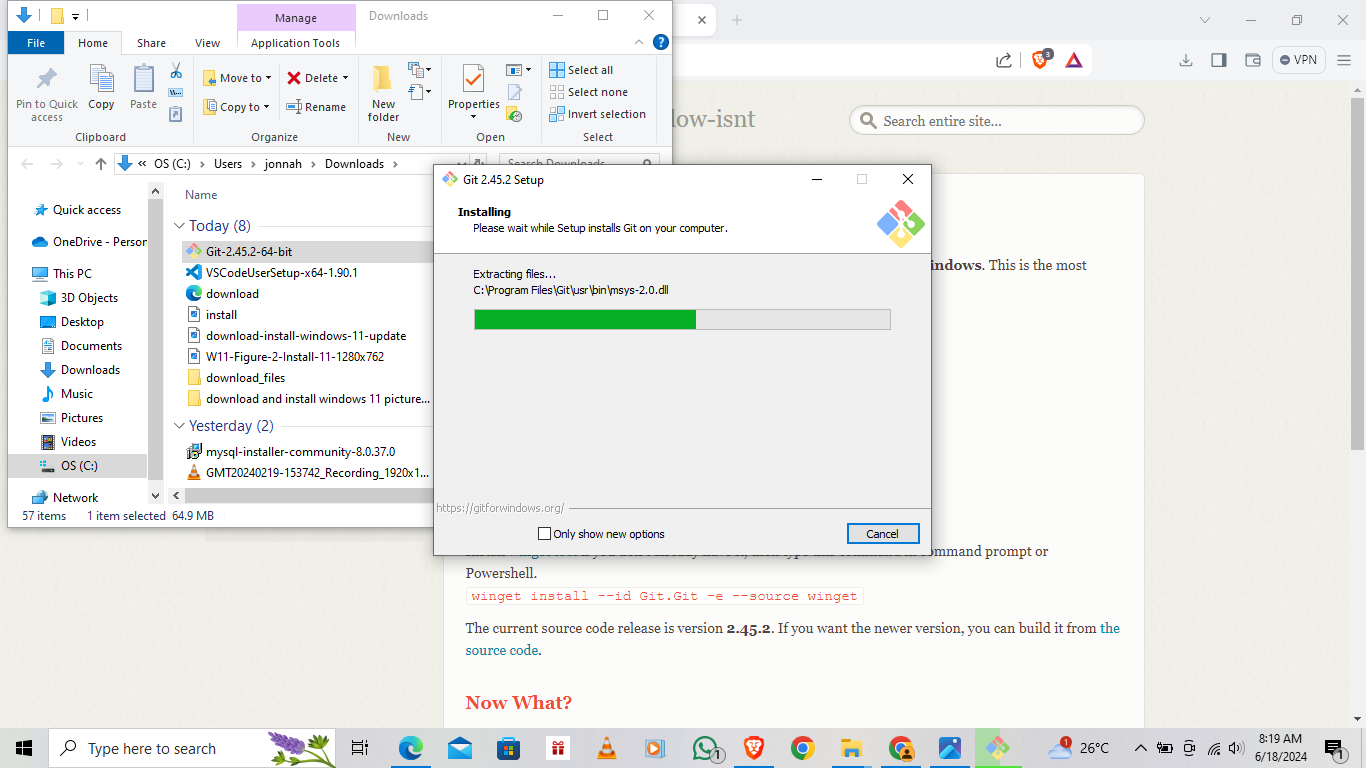 Manage
Downloads
File
Home
Share
View
Application Tools
Pin to Quick access
Copy
Paste
Move to
Copy to
Delete
Rename
New folder
Properties
Select all
Select none
Invert selection
Clipboard
Organize
New
Open
Select
« OS (C:) > Users > jonnah > Downloads >
Search Downloads
Name
Quick access
OneDrive - Person
This PC
3D Objects
Desktop
Documents
Downloads
Music
Pictures
Videos
OS (C:)
Network
Today (8)
Git-2.45.2-64-bit
VSCodeUserSetup-x64-1.90.1
download
install
download-install-windows-11-update
W11-Figure-2-Install-11-1280x762
download_files
download and install windows 11 picture...
Yesterday (2)
mysql-installer-community-8.0.37.0
GMT20240219-153742_Recording_1920x1...
57 items
1 item selected 64.9 MB
Git 2.45.2 Setup
Installing
Please wait while Setup installs Git on your computer.
Extracting files...
C:\Program Files\Git\usr\bin\msys-2.0.dll
https://gitforwindows.org/
Only show new options
Cancel
3
VPN
low-isnt
Search entire site...
indows. This is the most
mmand prompt or
Powershell.
winget install --id Git.Git -e --source winget
The current source code release is version 2.45.2. If you want the newer version, you can build it from the
source code.
Now What?
Type here to search
1
1
26°C
8:19 AM
6/18/2024
1